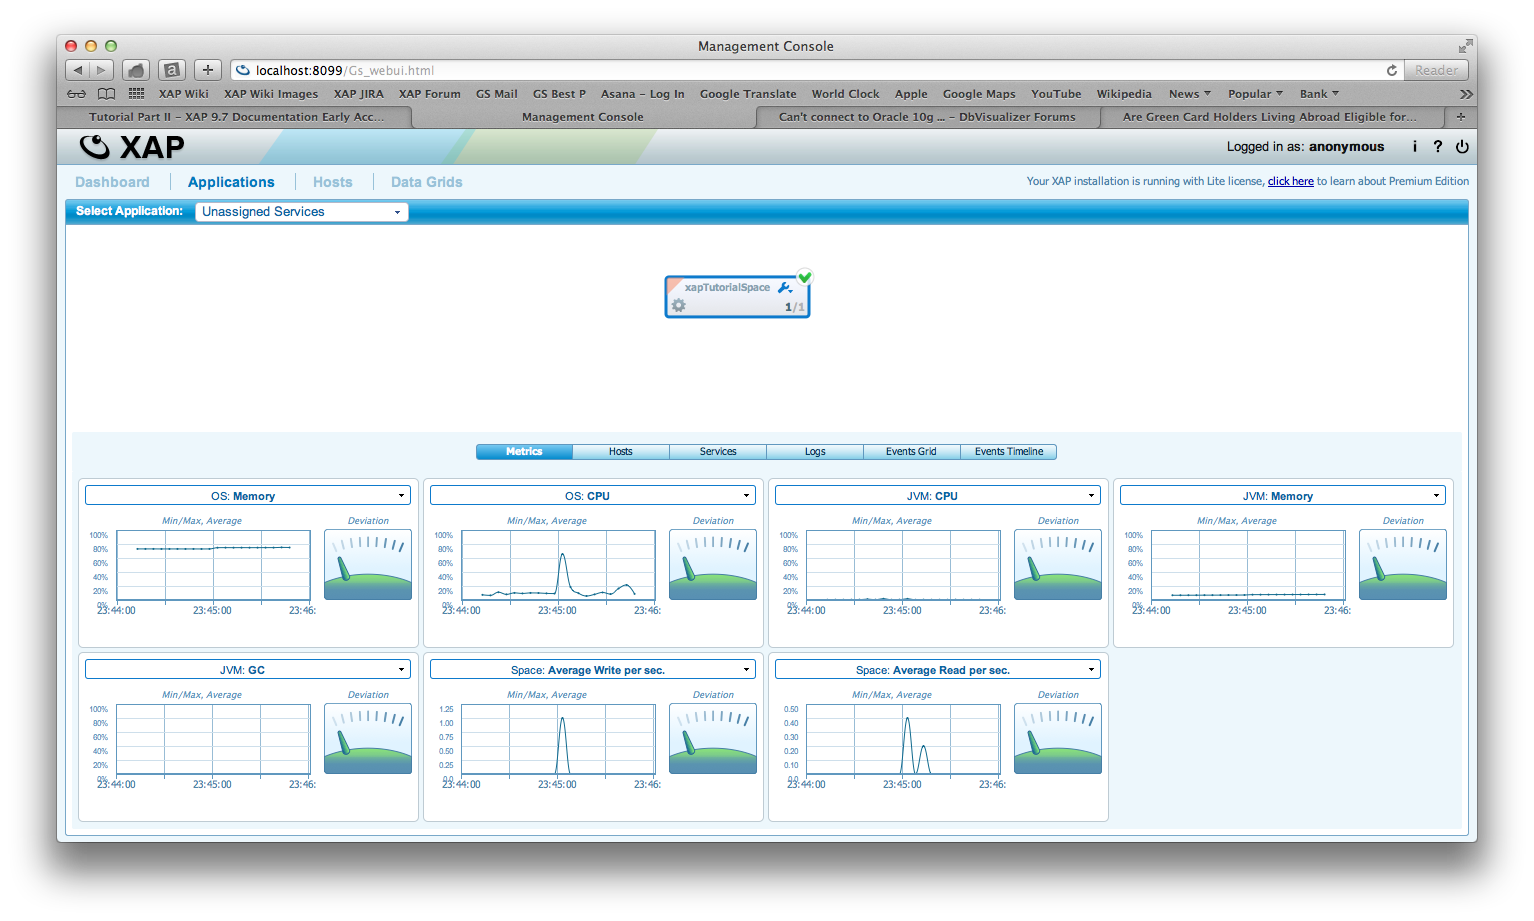 Management Console
localhost:8099/Gs_webui.html
Reader
XAP Wiki XAP Wiki Images XAP JIRA XAP Forum GS Mail GS Best P Asana - Log In Google Translate World Clock Apple Google Maps YouTube Wikipedia News Popular Bank
Tutorial Part II - XAP 9.7 Documentation Early Acc... Management Console Can't connect to Oracle 10g ... - DbVisualizer Forums Are Green Card Holders Living Abroad Eligible for...
XAP
Logged in as: anonymous
Dashboard Applications Hosts Data Grids
Your XAP installation is running with Lite license, click here to learn about Premium Edition
Select Application: Unassigned Services
xapTutorialSpace
1/1
Metrics Hosts Services Logs Events Grid Events Timeline
OS: Memory
Min/Max, Average Deviation
100%
80%
60%
40%
20%
0%
23:44:00 23:45:00 23:46:
OS: CPU
Min/Max, Average Deviation
100%
80%
60%
40%
20%
0%
23:44:00 23:45:00 23:46:
JVM: CPU
Min/Max, Average Deviation
100%
80%
60%
40%
20%
0%
23:44:00 23:45:00 23:46:
JVM: Memory
Min/Max, Average Deviation
100%
80%
60%
40%
20%
0%
23:44:00 23:45:00 23:46:
JVM: GC
Min/Max, Average Deviation
100%
80%
60%
40%
20%
0%
23:44:00 23:45:00 23:46:
Space: Average Write per sec.
Min/Max, Average Deviation
1.25
1.00
0.75
0.50
0.25
0.0
23:44:00 23:45:00 23:46:
Space: Average Read per sec.
Min/Max, Average Deviation
0.50
0.40
0.30
0.20
0.10
0.0
23:44:00 23:45:00 23:46: